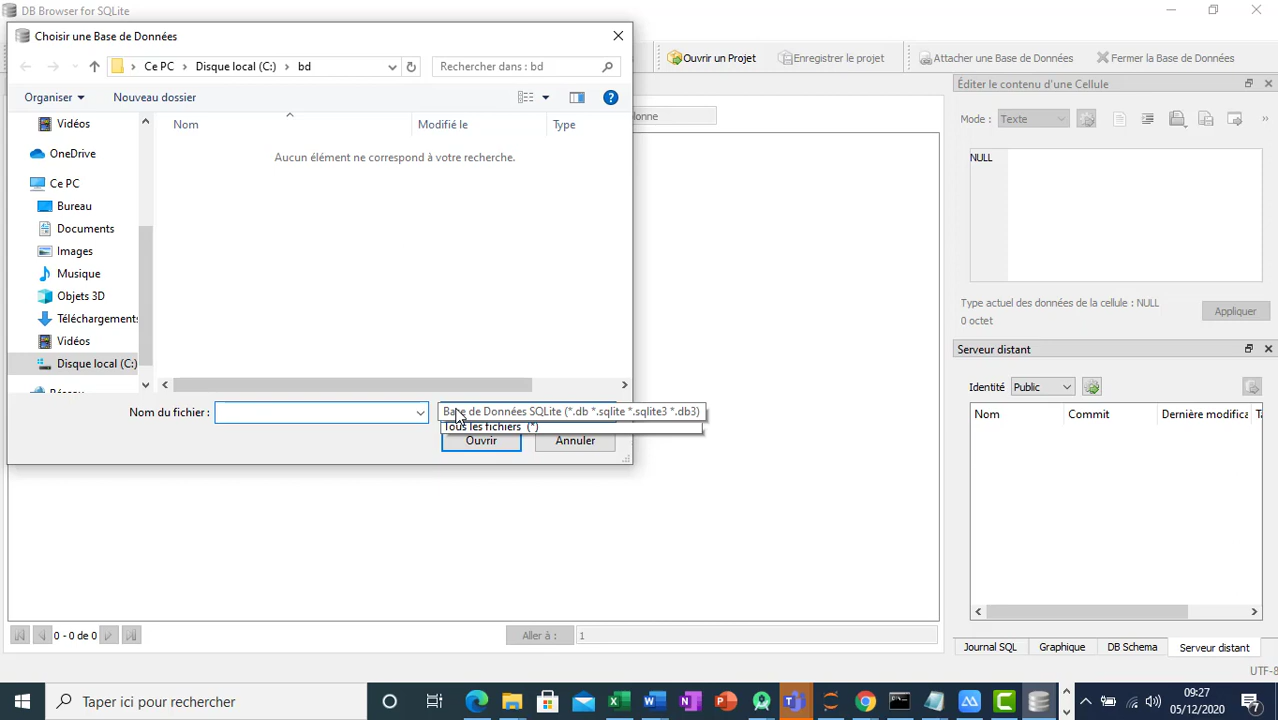 DB Browser for SQLite
Choisir une Base de Données
Ce PC
Disque local (C:)
bd
Rechercher dans : bd
Ouvrir un Projet
Enregistrer le projet
Attacher une Base de Données
Fermer la Base de Données
Organiser
Nouveau dossier
Éditer le contenu d'une Cellule
Mode :
Texte
Vidéos
Nom
Modifié le
Type
OneDrive
Aucun élément ne correspond à votre recherche.
NULL
Ce PC
Bureau
Documents
Images
Musique
Objets 3D
Téléchargements
Vidéos
Disque local (C:)
Type actuel des données de la cellule : NULL
0 octet
Appliquer
Serveur distant
Identité
Public
Nom
Commit
Dernière modifica
Nom du fichier :
Base de Données SQLite (*.db *.sqlite *.sqlite3 *.db3)
Tous les fichiers (*)
Ouvrir
Annuler
0 - 0 de 0
Aller à :
1
Journal SQL
Graphique
DB Schema
Serveur distant
UTF-8
Taper ici pour rechercher
09:27
05/12/2020
7